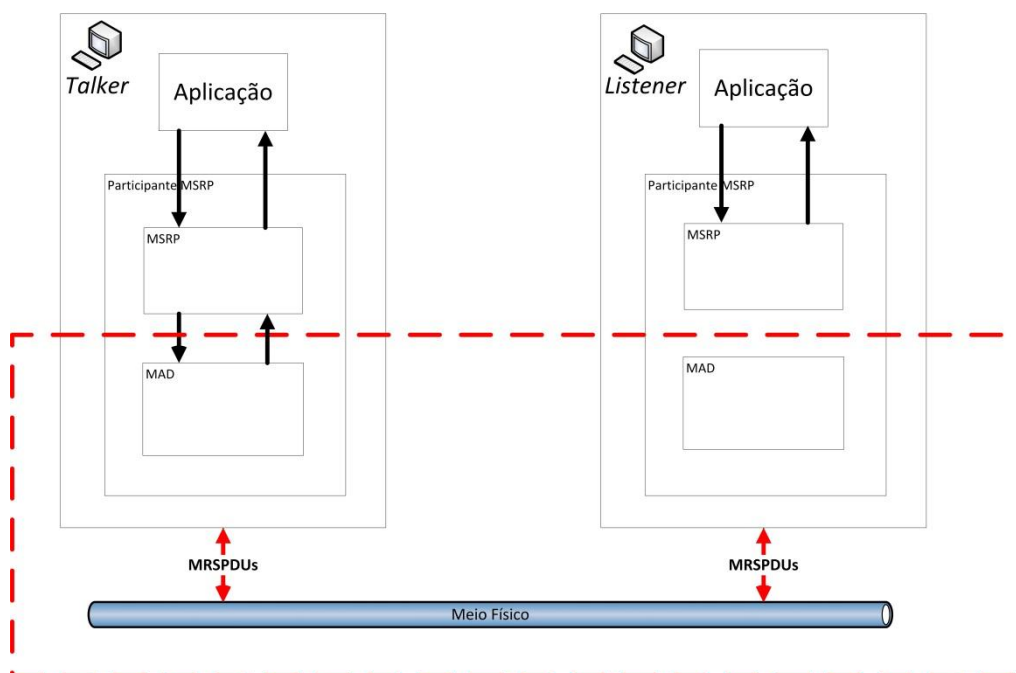 Talker
Aplicação
Participante MSRP
MSRP
MAD
MRSPDUs
Listener
Aplicação
Participante MSRP
MSRP
MAD
MRSPDUs
Meio Físico